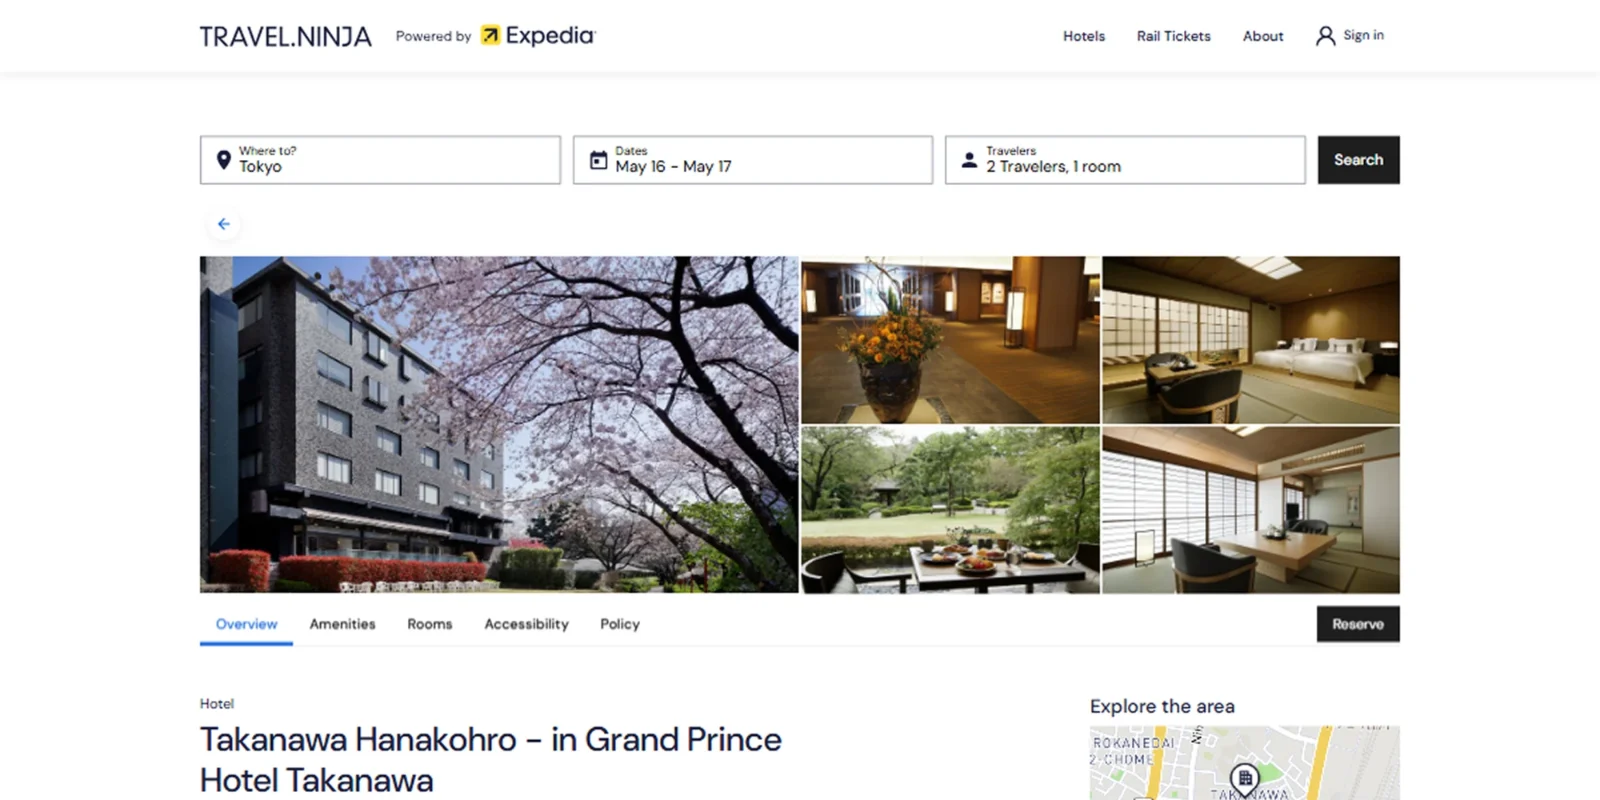 TRAVEL.NINJA Powered by Expedia Hotels Rail Tickets About Sign in
Where to?
Tokyo
Dates
May 16 - May 17
Travelers
2 Travelers, 1 room
Search
Overview Amenities Rooms Accessibility Policy Reserve
Hotel
Takanawa Hanakohro - in Grand Prince
Hotel Takanawa
Explore the area
ROKANEDAI
2-CHOME
TAKANAWA